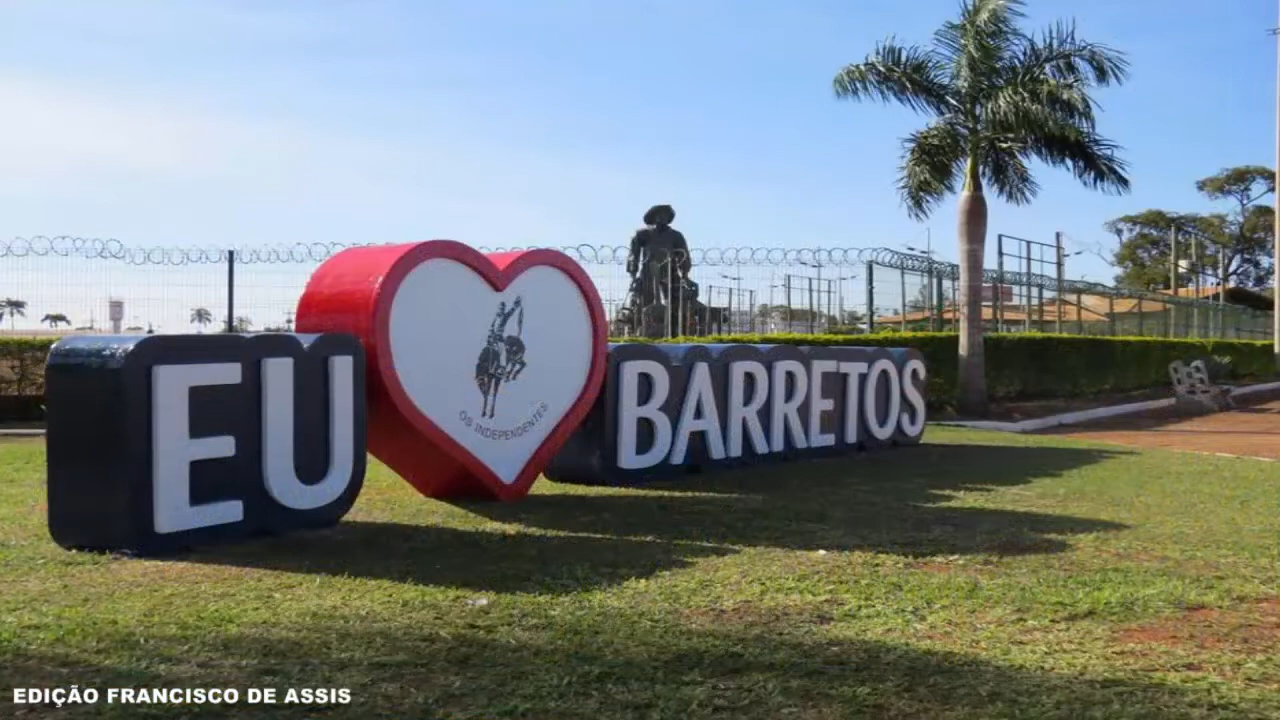 EU BARRETOS
OS INDEPENDENTES
EDIÇÃO FRANCISCO DE ASSIS